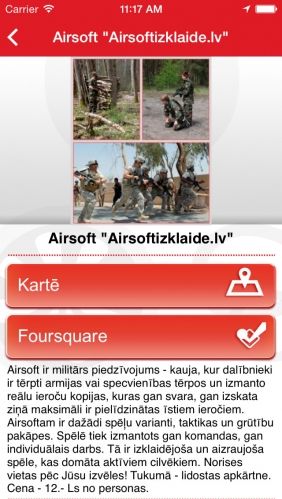 Carrier 11:17 AM
Airsoft "Airsoftizklaide.lv"
Airsoft "Airsoftizklaide.lv"
Kartē
Foursquare
Airsoft ir militārs piedzīvojums - kauja, kur dalībnieki
ir tērpti armijas vai specvienības tērpos un izmanto
reālu ieroču kopijas, kuras gan svara, gan izskata
ziņā maksimāli ir pielīdzinātas īstiem ieročiem.
Airsoftam ir dažādi spēļu varianti, taktikas un grūtību
pakāpes. Spēlē tiek izmantots gan komandas, gan
individuālais darbs. Tā ir izklaidējoša un aizraujoša
spēle, kas domāta aktīviem cilvēkiem. Norises
vietas pēc Jūsu izvēles! Tukumā - lidostas apkārtne.
Cena - 12.- Ls no personas.